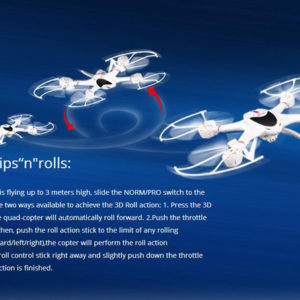 ips“n"rolls:
is flying up to 3 meters high, slide the NORM/PRO switch to the
e two ways available to achieve the 3D Roll action: 1. Press the 3D
e quad-copter will automatically roll forward. 2.Push the throttle
then, push the roll action stick to the limit of any rolling
ard/left/right),the copter will perform the roll action
roll control stick right away and slightly push down the throttle
ction is finished.